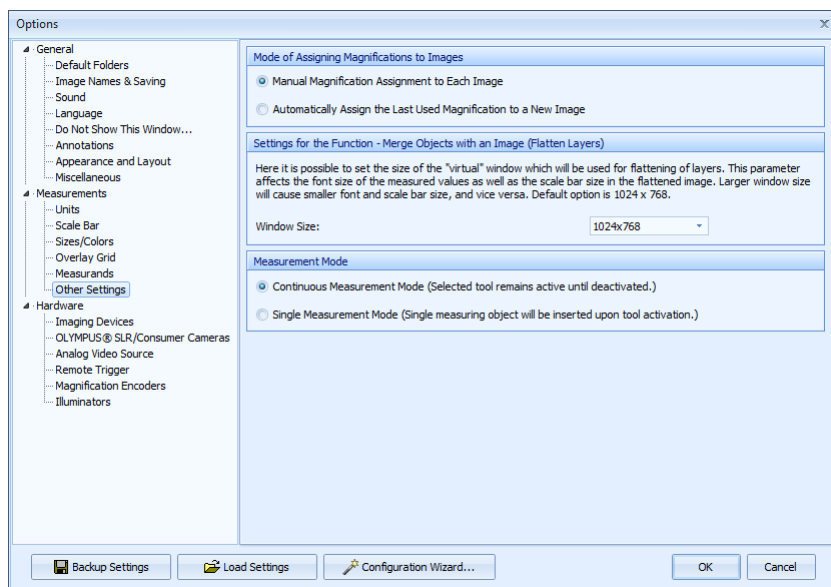 Options
General
Default Folders
Image Names & Saving
Sound
Language
Do Not Show This Window...
Annotations
Appearance and Layout
Miscellaneous
Measurements
Units
Scale Bar
Sizes/Colors
Overlay Grid
Measurands
Other Settings
Hardware
Imaging Devices
OLYMPUS® SLR/Consumer Cameras
Analog Video Source
Remote Trigger
Magnification Encoders
Illuminators
Mode of Assigning Magnifications to Images
Manual Magnification Assignment to Each Image
Automatically Assign the Last Used Magnification to a New Image
Settings for the Function - Merge Objects with an Image (Flatten Layers)
Here it is possible to set the size of the "virtual" window which will be used for flattening of layers. This parameter
affects the font size of the measured values as well as the scale bar size in the flattened image. Larger window size
will cause smaller font and scale bar size, and vice versa. Default option is 1024 x 768.
Window Size: 1024x768
Measurement Mode
Continuous Measurement Mode (Selected tool remains active until deactivated.)
Single Measurement Mode (Single measuring object will be inserted upon tool activation.)
Backup Settings Load Settings Configuration Wizard... OK Cancel